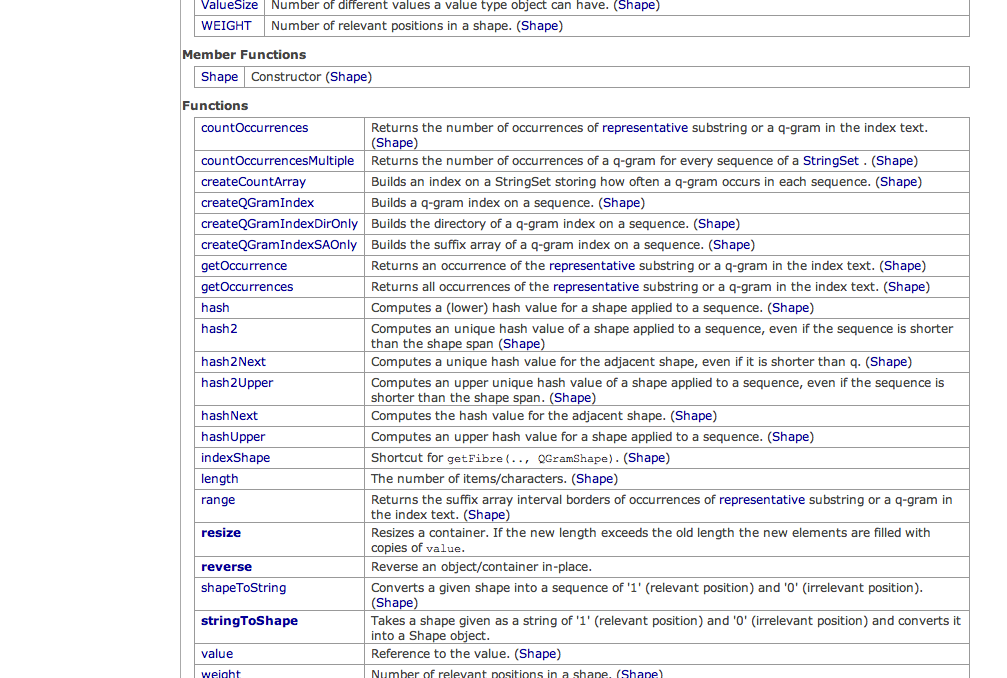 ValueSize Number of different values a value type object can have. (Shape)
WEIGHT Number of relevant positions in a shape. (Shape)
Member Functions
Shape Constructor (Shape)
Functions
countOccurrences Returns the number of occurrences of representative substring or a q-gram in the index text.
(Shape)
countOccurrencesMultiple Returns the number of occurrences of a q-gram for every sequence of a StringSet . (Shape)
createCountArray Builds an index on a StringSet storing how often a q-gram occurs in each sequence. (Shape)
createQGramIndex Builds a q-gram index on a sequence. (Shape)
createQGramIndexDirOnly Builds the directory of a q-gram index on a sequence. (Shape)
createQGramIndexSAOnly Builds the suffix array of a q-gram index on a sequence. (Shape)
getOccurrence Returns an occurrence of the representative substring or a q-gram in the index text. (Shape)
getOccurrences Returns all occurrences of the representative substring or a q-gram in the index text. (Shape)
hash Computes a (lower) hash value for a shape applied to a sequence. (Shape)
hash2 Computes an unique hash value of a shape applied to a sequence, even if the sequence is shorter
than the shape span (Shape)
hash2Next Computes a unique hash value for the adjacent shape, even if it is shorter than q. (Shape)
hash2Upper Computes an upper unique hash value of a shape applied to a sequence, even if the sequence is
shorter than the shape span. (Shape)
hashNext Computes the hash value for the adjacent shape. (Shape)
hashUpper Computes an upper hash value for a shape applied to a sequence. (Shape)
indexShape Shortcut for getFibre(.., QGramShape). (Shape)
length The number of items/characters. (Shape)
range Returns the suffix array interval borders of occurrences of representative substring or a q-gram in
the index text. (Shape)
resize Resizes a container. If the new length exceeds the old length the new elements are filled with
copies of value.
reverse Reverse an object/container in-place.
shapeToString Converts a given shape into a sequence of '1' (relevant position) and '0' (irrelevant position).
(Shape)
stringToShape Takes a shape given as a string of '1' (relevant position) and '0' (irrelevant position) and converts it
into a Shape object.
value Reference to the value. (Shape)
weight Number of relevant positions in a shape. (Shape)